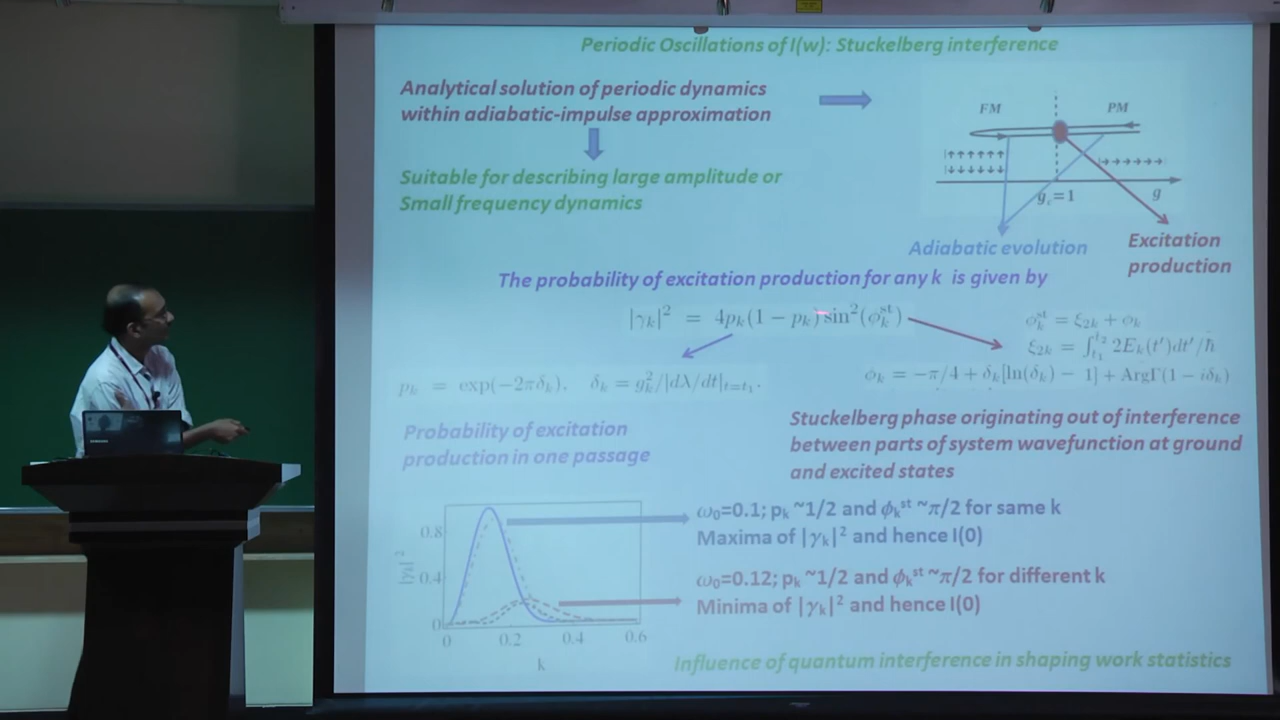 Periodic Oscillations of I(w): Stuckelberg interference
Analytical solution of periodic dynamics
within adiabatic-impulse approximation
Suitable for describing large amplitude or
Small frequency dynamics
FM
PM
g_c=1
g
Adiabatic evolution
Excitation
production
The probability of excitation production for any k is given by
|γ_k|^2 = 4p_k(1 − p_k) sin^2(ϕ_k^st)
ϕ_k^st = ξ_2k + ϕ_k
ξ_2k = ∫_{t_1}^{t_2} 2E_k(t')dt'/ħ
ϕ_k = −π/4 + δ_k[ln(δ_k) − 1] + ArgΓ(1 − iδ_k)
p_k = exp(−2πδ_k). δ_k = g_k^2/|dλ/dt|_{t=t_1}.
Probability of excitation
production in one passage
Stuckelberg phase originating out of interference
between parts of system wavefunction at ground
and excited states
|γ_k|^2
0.8
0.4
0
0 0.2 0.4 0.6
k
ω_0=0.1; p_k ~1/2 and ϕ_k^st ~π/2 for same k
Maxima of |γ_k|^2 and hence I(0)
ω_0=0.12; p_k ~1/2 and ϕ_k^st ~π/2 for different k
Minima of |γ_k|^2 and hence I(0)
Influence of quantum interference in shaping work statistics
SAMSUNG